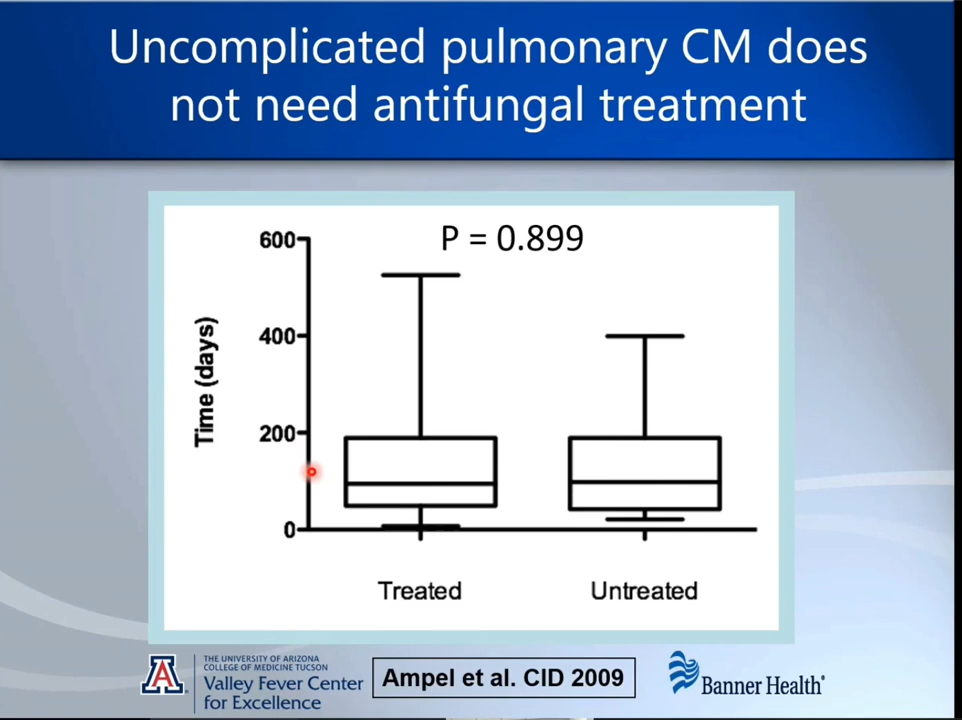 Uncomplicated pulmonary CM does
not need antifungal treatment
P = 0.899
600
400
200
0
Time (days)
Treated
Untreated
A
THE UNIVERSITY OF ARIZONA
COLLEGE OF MEDICINE TUCSON
Valley Fever Center
for Excellence
Ampel et al. CID 2009
Banner Health